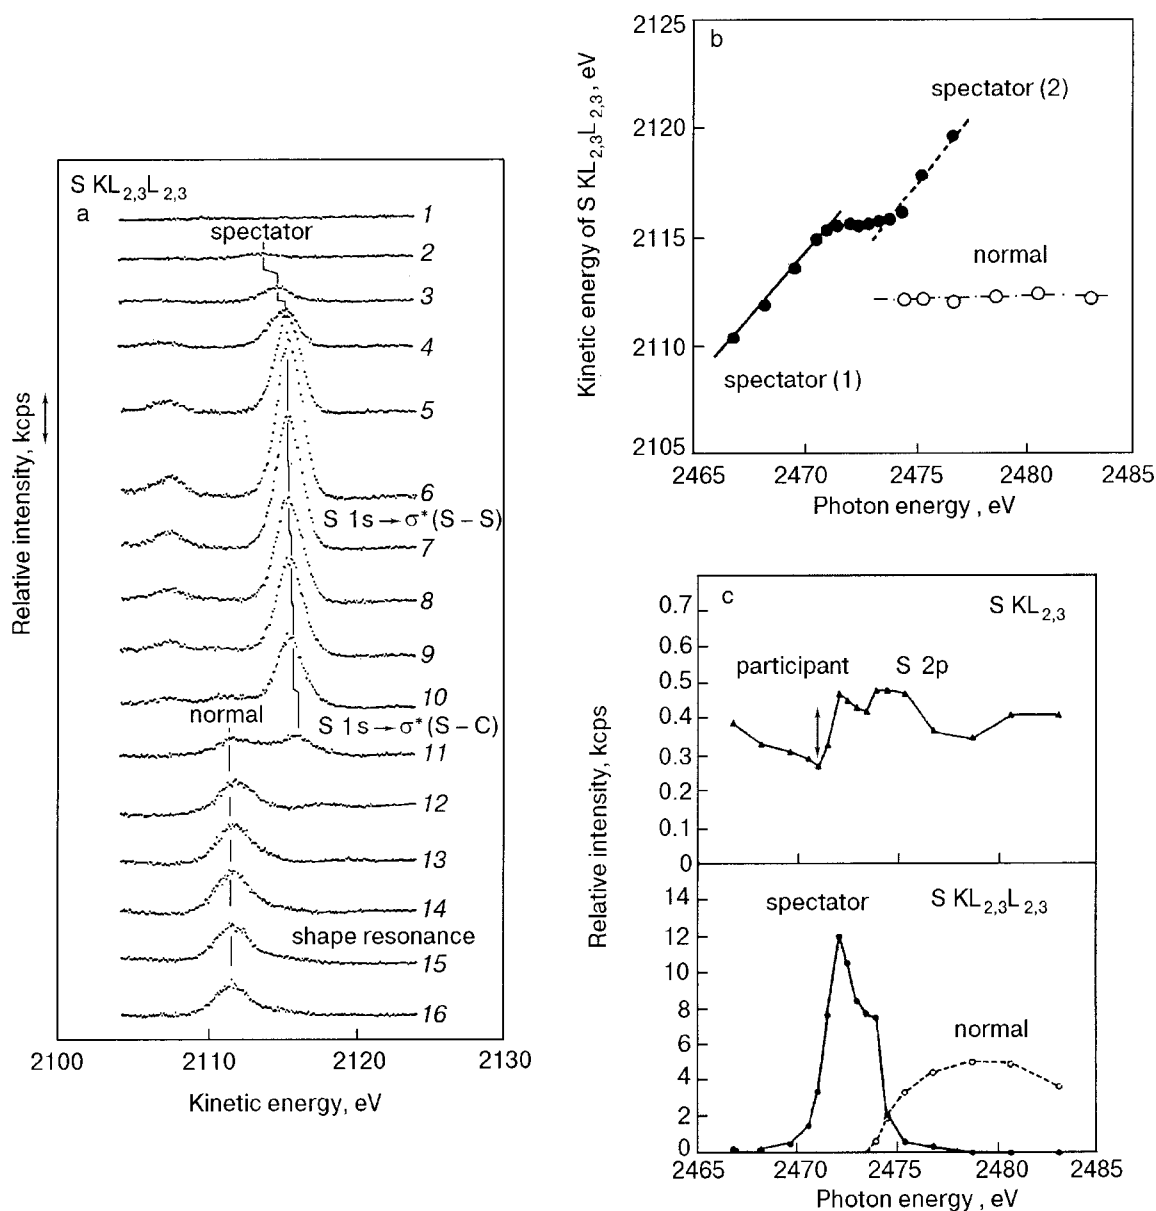 S KL2,3L2,3
a
1
spectator
2
3
4
5
6
S 1s → σ* (S – S)
7
8
9
10
normal
S 1s → σ* (S – C)
11
12
13
14
shape resonance
15
16
2100 2110 2120 2130
Kinetic energy, eV
Relative intensity, kcps
b
2125
2120
2115
2110
2105
Kinetic energy of S KL2,3L2,3, eV
spectator (2)
normal
spectator (1)
2465 2470 2475 2480 2485
Photon energy , eV
c
S KL2,3
0.7
0.6
0.5
0.4
0.3
0.2
0.1
0
participant
S 2p
Relative intensity, kcps
14
12
10
8
6
4
2
0
spectator
S KL2,3L2,3
normal
2465 2470 2475 2480 2485
Photon energy , eV